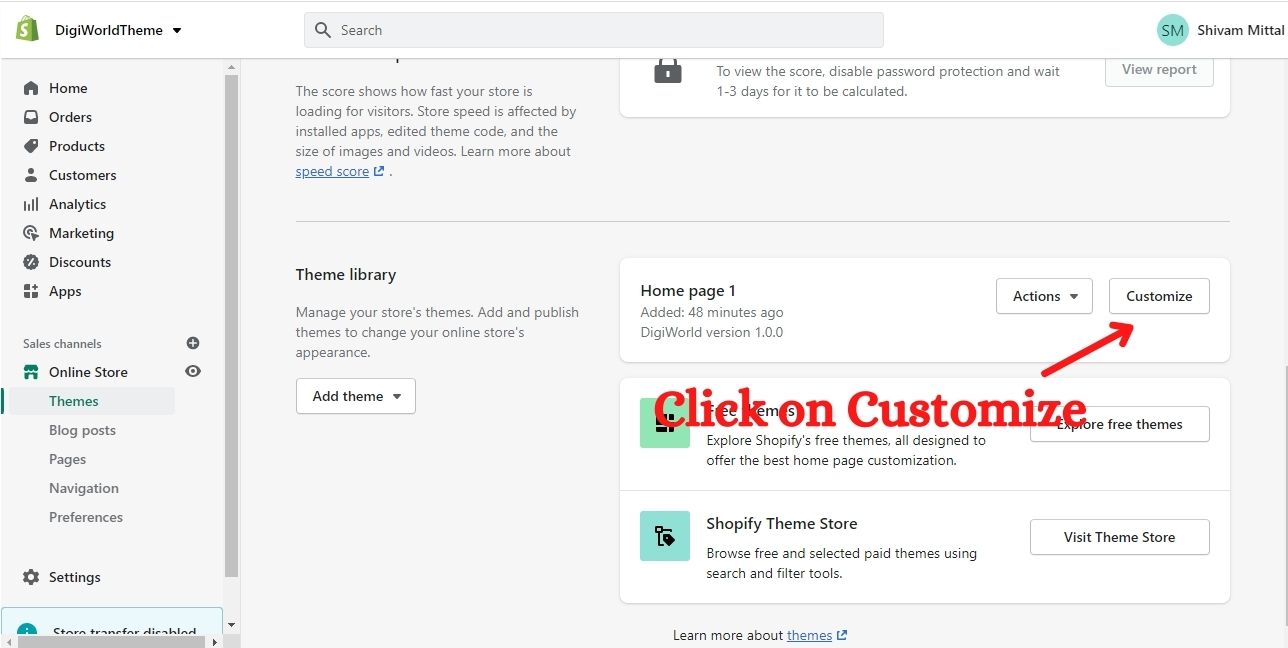 DigiWorldTheme
Search
SM
Shivam Mittal
Home
Orders
Products
Customers
Analytics
Marketing
Discounts
Apps
Sales channels
Online Store
Themes
Blog posts
Pages
Navigation
Preferences
Settings
Store transfer disabled
The score shows how fast your store is
loading for visitors. Store speed is affected by
installed apps, edited theme code, and the
size of images and videos. Learn more about
speed score .
To view the score, disable password protection and wait
1-3 days for it to be calculated.
View report
Theme library
Manage your store's themes. Add and publish
themes to change your online store's
appearance.
Add theme
Home page 1
Added: 48 minutes ago
DigiWorld version 1.0.0
Actions
Customize
Click on Customize
Free themes
Explore Shopify's free themes, all designed to
offer the best home page customization.
Explore free themes
Shopify Theme Store
Browse free and selected paid themes using
search and filter tools.
Visit Theme Store
Learn more about themes